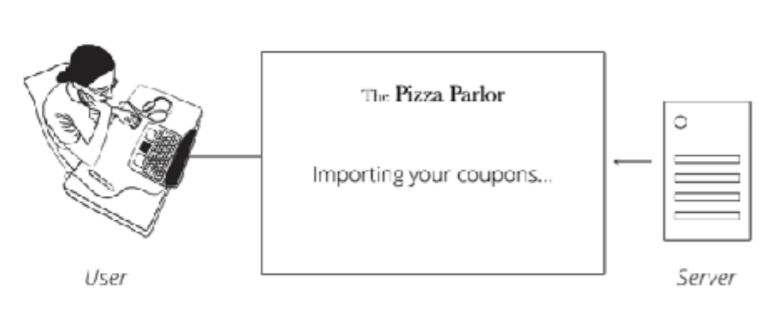 The Pizza Parlor
Importing your coupons...
User
Server